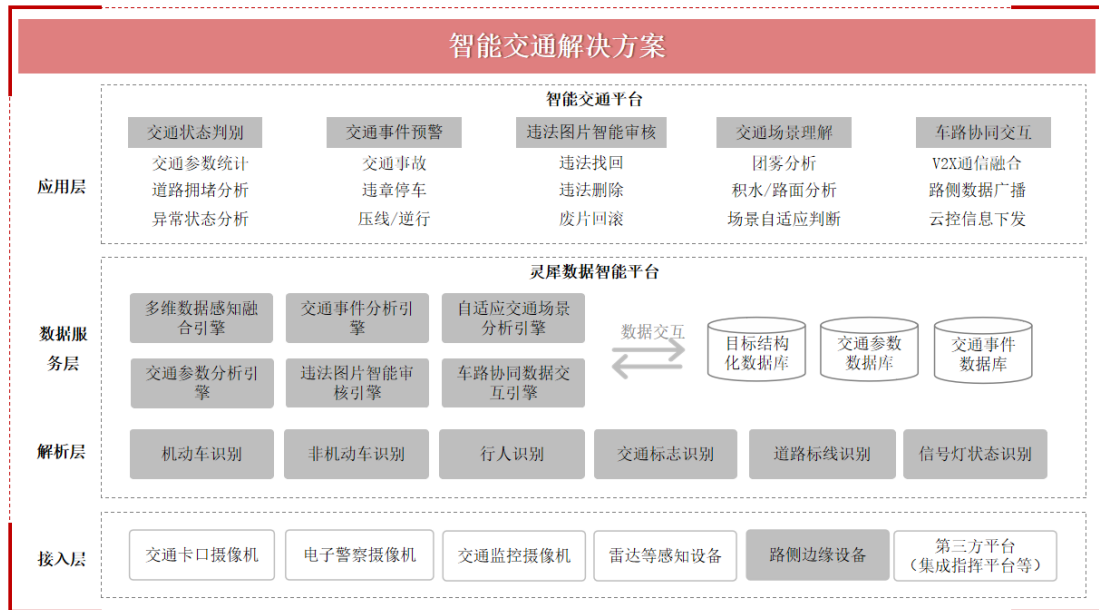 智能交通解决方案
智能交通平台
应用层
交通状态判别
交通参数统计
道路拥堵分析
异常状态分析
交通事件预警
交通事故
违章停车
压线/逆行
违法图片智能审核
违法找回
违法删除
废片回滚
交通场景理解
团雾分析
积水/路面分析
场景自适应判断
车路协同交互
V2X通信融合
路侧数据广播
云控信息下发
灵犀数据智能平台
数据服
务层
多维数据感知融
合引擎
交通事件分析引
擎
自适应交通场景
分析引擎
交通参数分析引
擎
违法图片智能审
核引擎
车路协同数据交
互引擎
数据交互
目标结构
化数据库
交通参数
数据库
交通事件
数据库
解析层
机动车识别
非机动车识别
行人识别
交通标志识别
道路标线识别
信号灯状态识别
接入层
交通卡口摄像机
电子警察摄像机
交通监控摄像机
雷达等感知设备
路侧边缘设备
第三方平台
（集成指挥平台等）